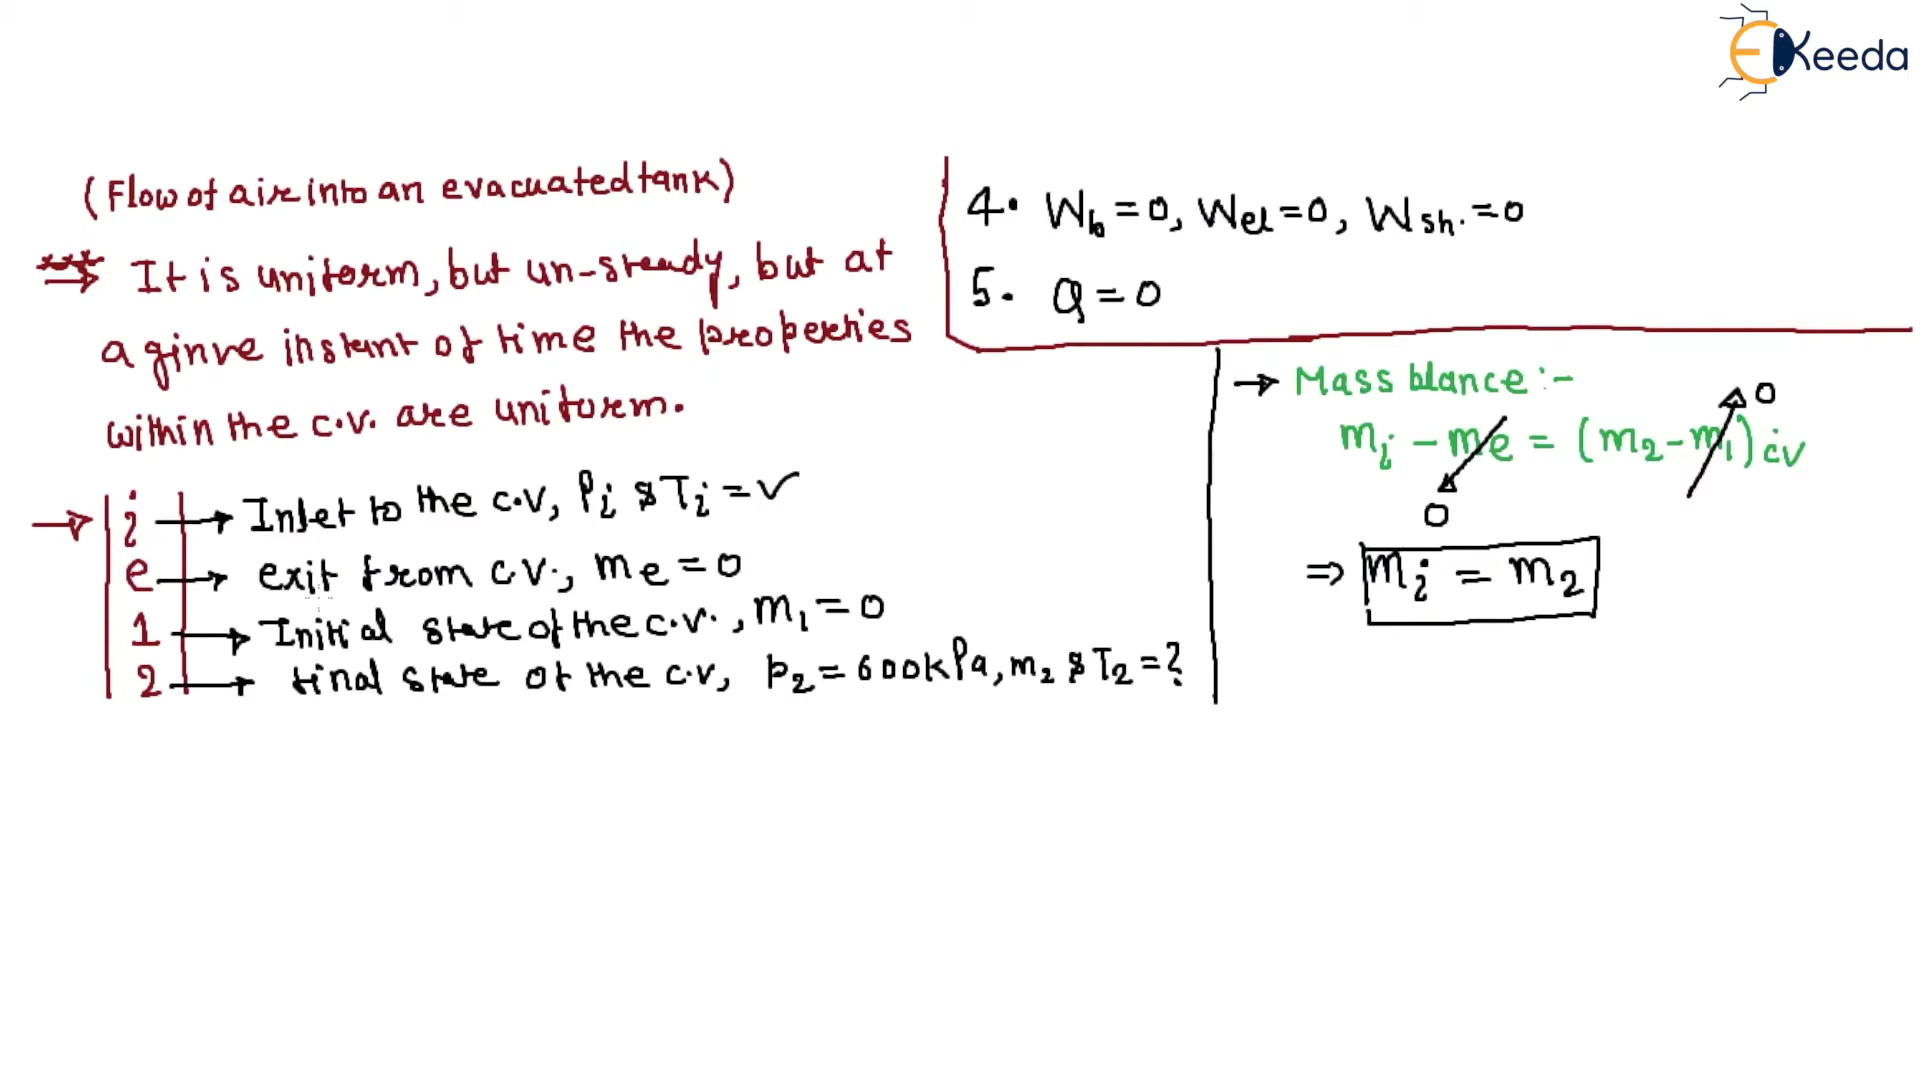 EKeeda
(Flow of air into an evacuated tank)
It is uniform, but un-steady, but at
a ginve instant of time the properties
within the c.v. are uniform.
i → Inlet to the c.v, Pi & Ti = ✓
e → exit from c.v., me = 0
1 → Initial state of the c.v., m1 = 0
2 → final state of the c.v, P2 = 600kPa, m2 & T2 = ?
4. Wb = 0, Wel = 0, Wsh. = 0
5. Q = 0
→ Mass blance :-
mi - me = (m2 - m1)cv
0
0
⇒ mi = m2